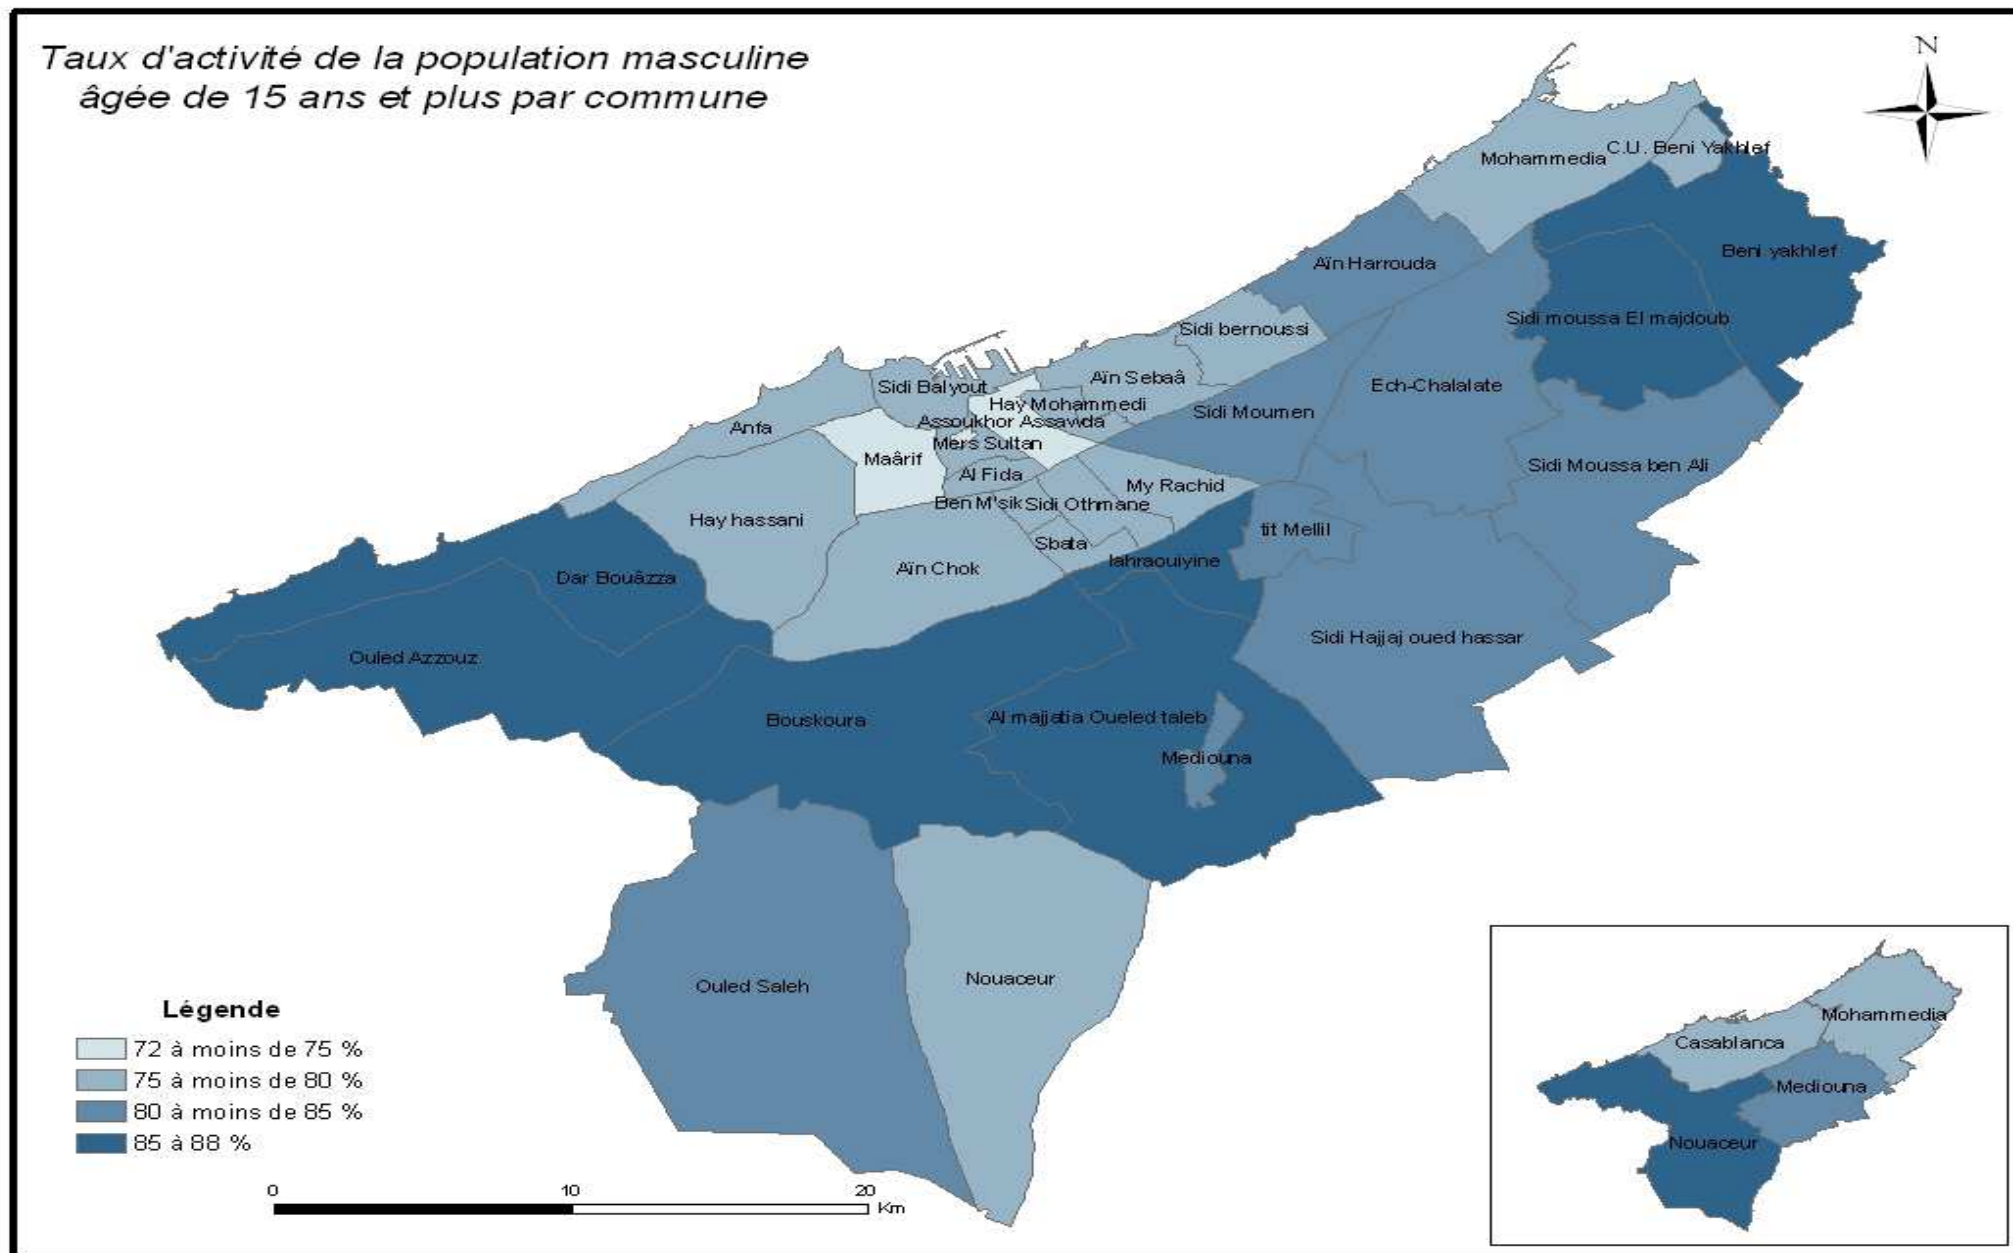 Taux d'activité de la population masculine
âgée de 15 ans et plus par commune
N
Mohammedia
C.U. Beni Yakhlef
Beni yakhlef
Aïn Harrouda
Sidi moussa El majdoub
Sidi bernoussi
Aïn Sebaâ
Ech-Chalalate
Sidi Balyout
Hay Mohammedi
Sidi Moumen
Assoukhor Assawda
Anfa
Mers Sultan
Maârif
Sidi Moussa ben Ali
Al Fida
My Rachid
Ben M'sik
Sidi Othmane
Hay hassani
tit Mellil
Sbata
lahraouiyine
Aïn Chok
Dar Bouâzza
Sidi Hajjaj oued hassar
Ouled Azzouz
Bouskoura
Al majjatia Oueled taleb
Mediouna
Ouled Saleh
Nouaceur
Légende
72 à moins de 75 %
75 à moins de 80 %
80 à moins de 85 %
85 à 88 %
0 10 20
Km
Mohammedia
Casablanca
Mediouna
Nouaceur